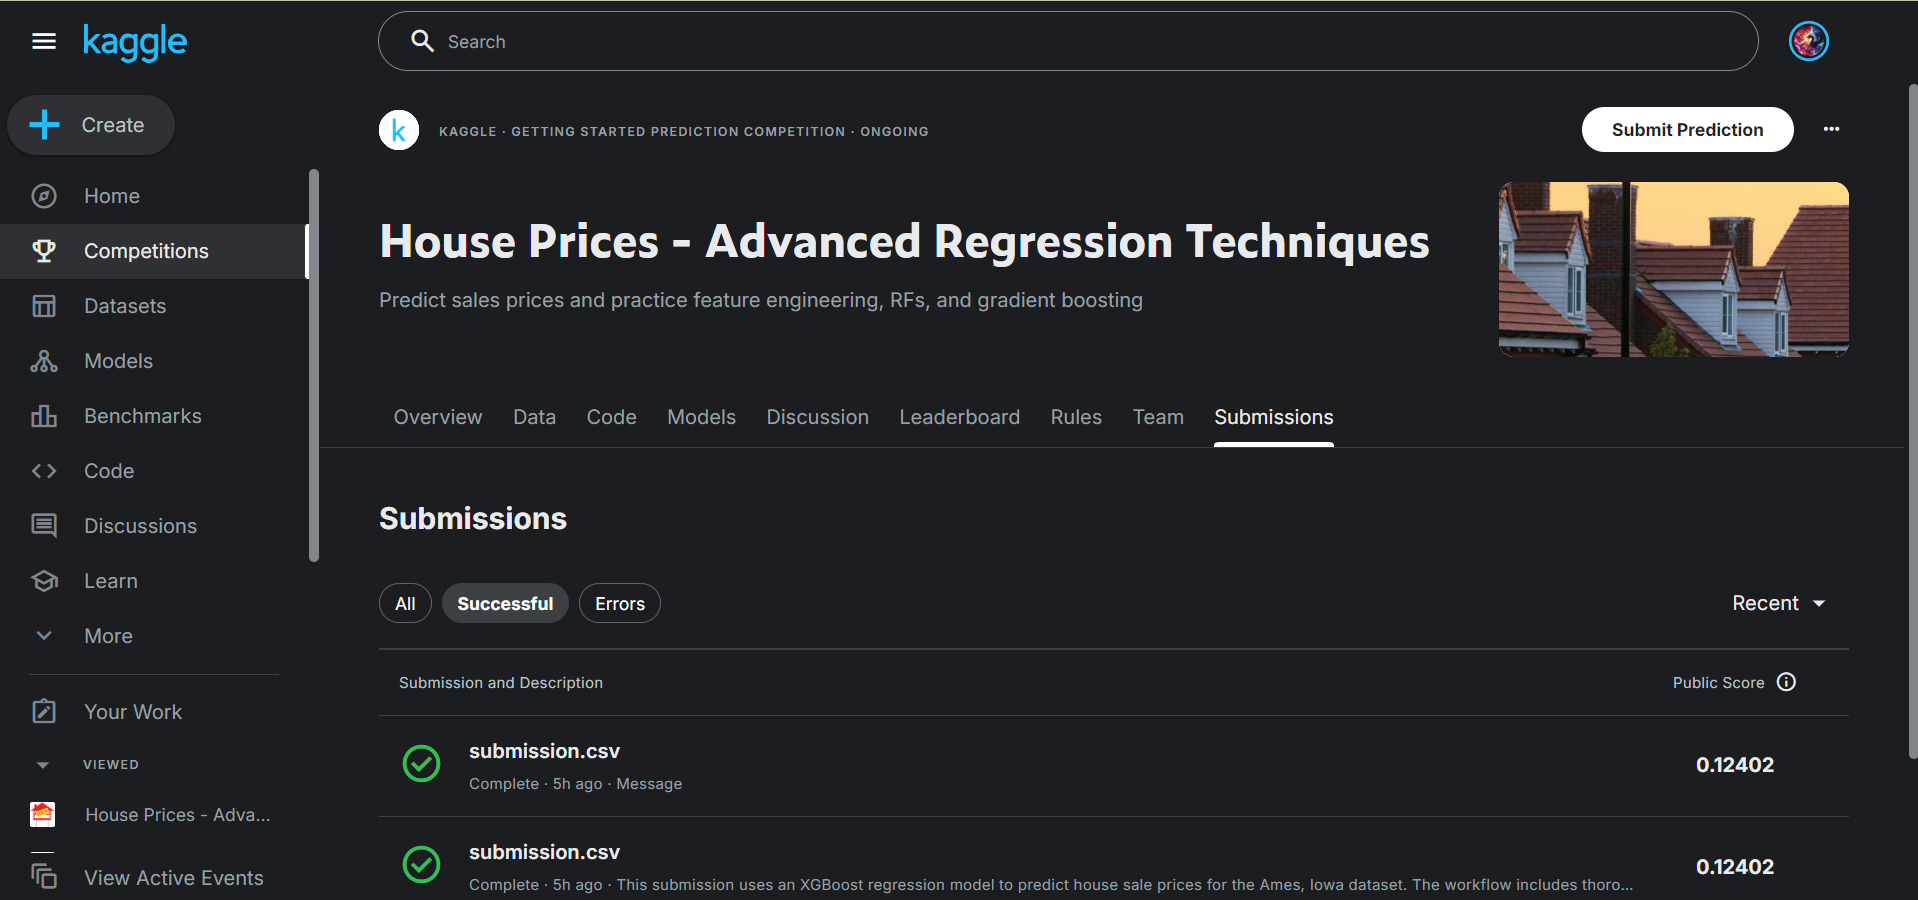 kaggle
Search
Create
Home
Competitions
Datasets
Models
Benchmarks
Code
Discussions
Learn
More
Your Work
VIEWED
House Prices - Adva...
View Active Events
k
KAGGLE · GETTING STARTED PREDICTION COMPETITION · ONGOING
Submit Prediction
House Prices - Advanced Regression Techniques
Predict sales prices and practice feature engineering, RFs, and gradient boosting
Overview Data Code Models Discussion Leaderboard Rules Team Submissions
Submissions
All Successful Errors Recent
Submission and Description Public Score
submission.csv
Complete · 5h ago · Message
0.12402
submission.csv
Complete · 5h ago · This submission uses an XGBoost regression model to predict house sale prices for the Ames, Iowa dataset. The workflow includes thoro...
0.12402